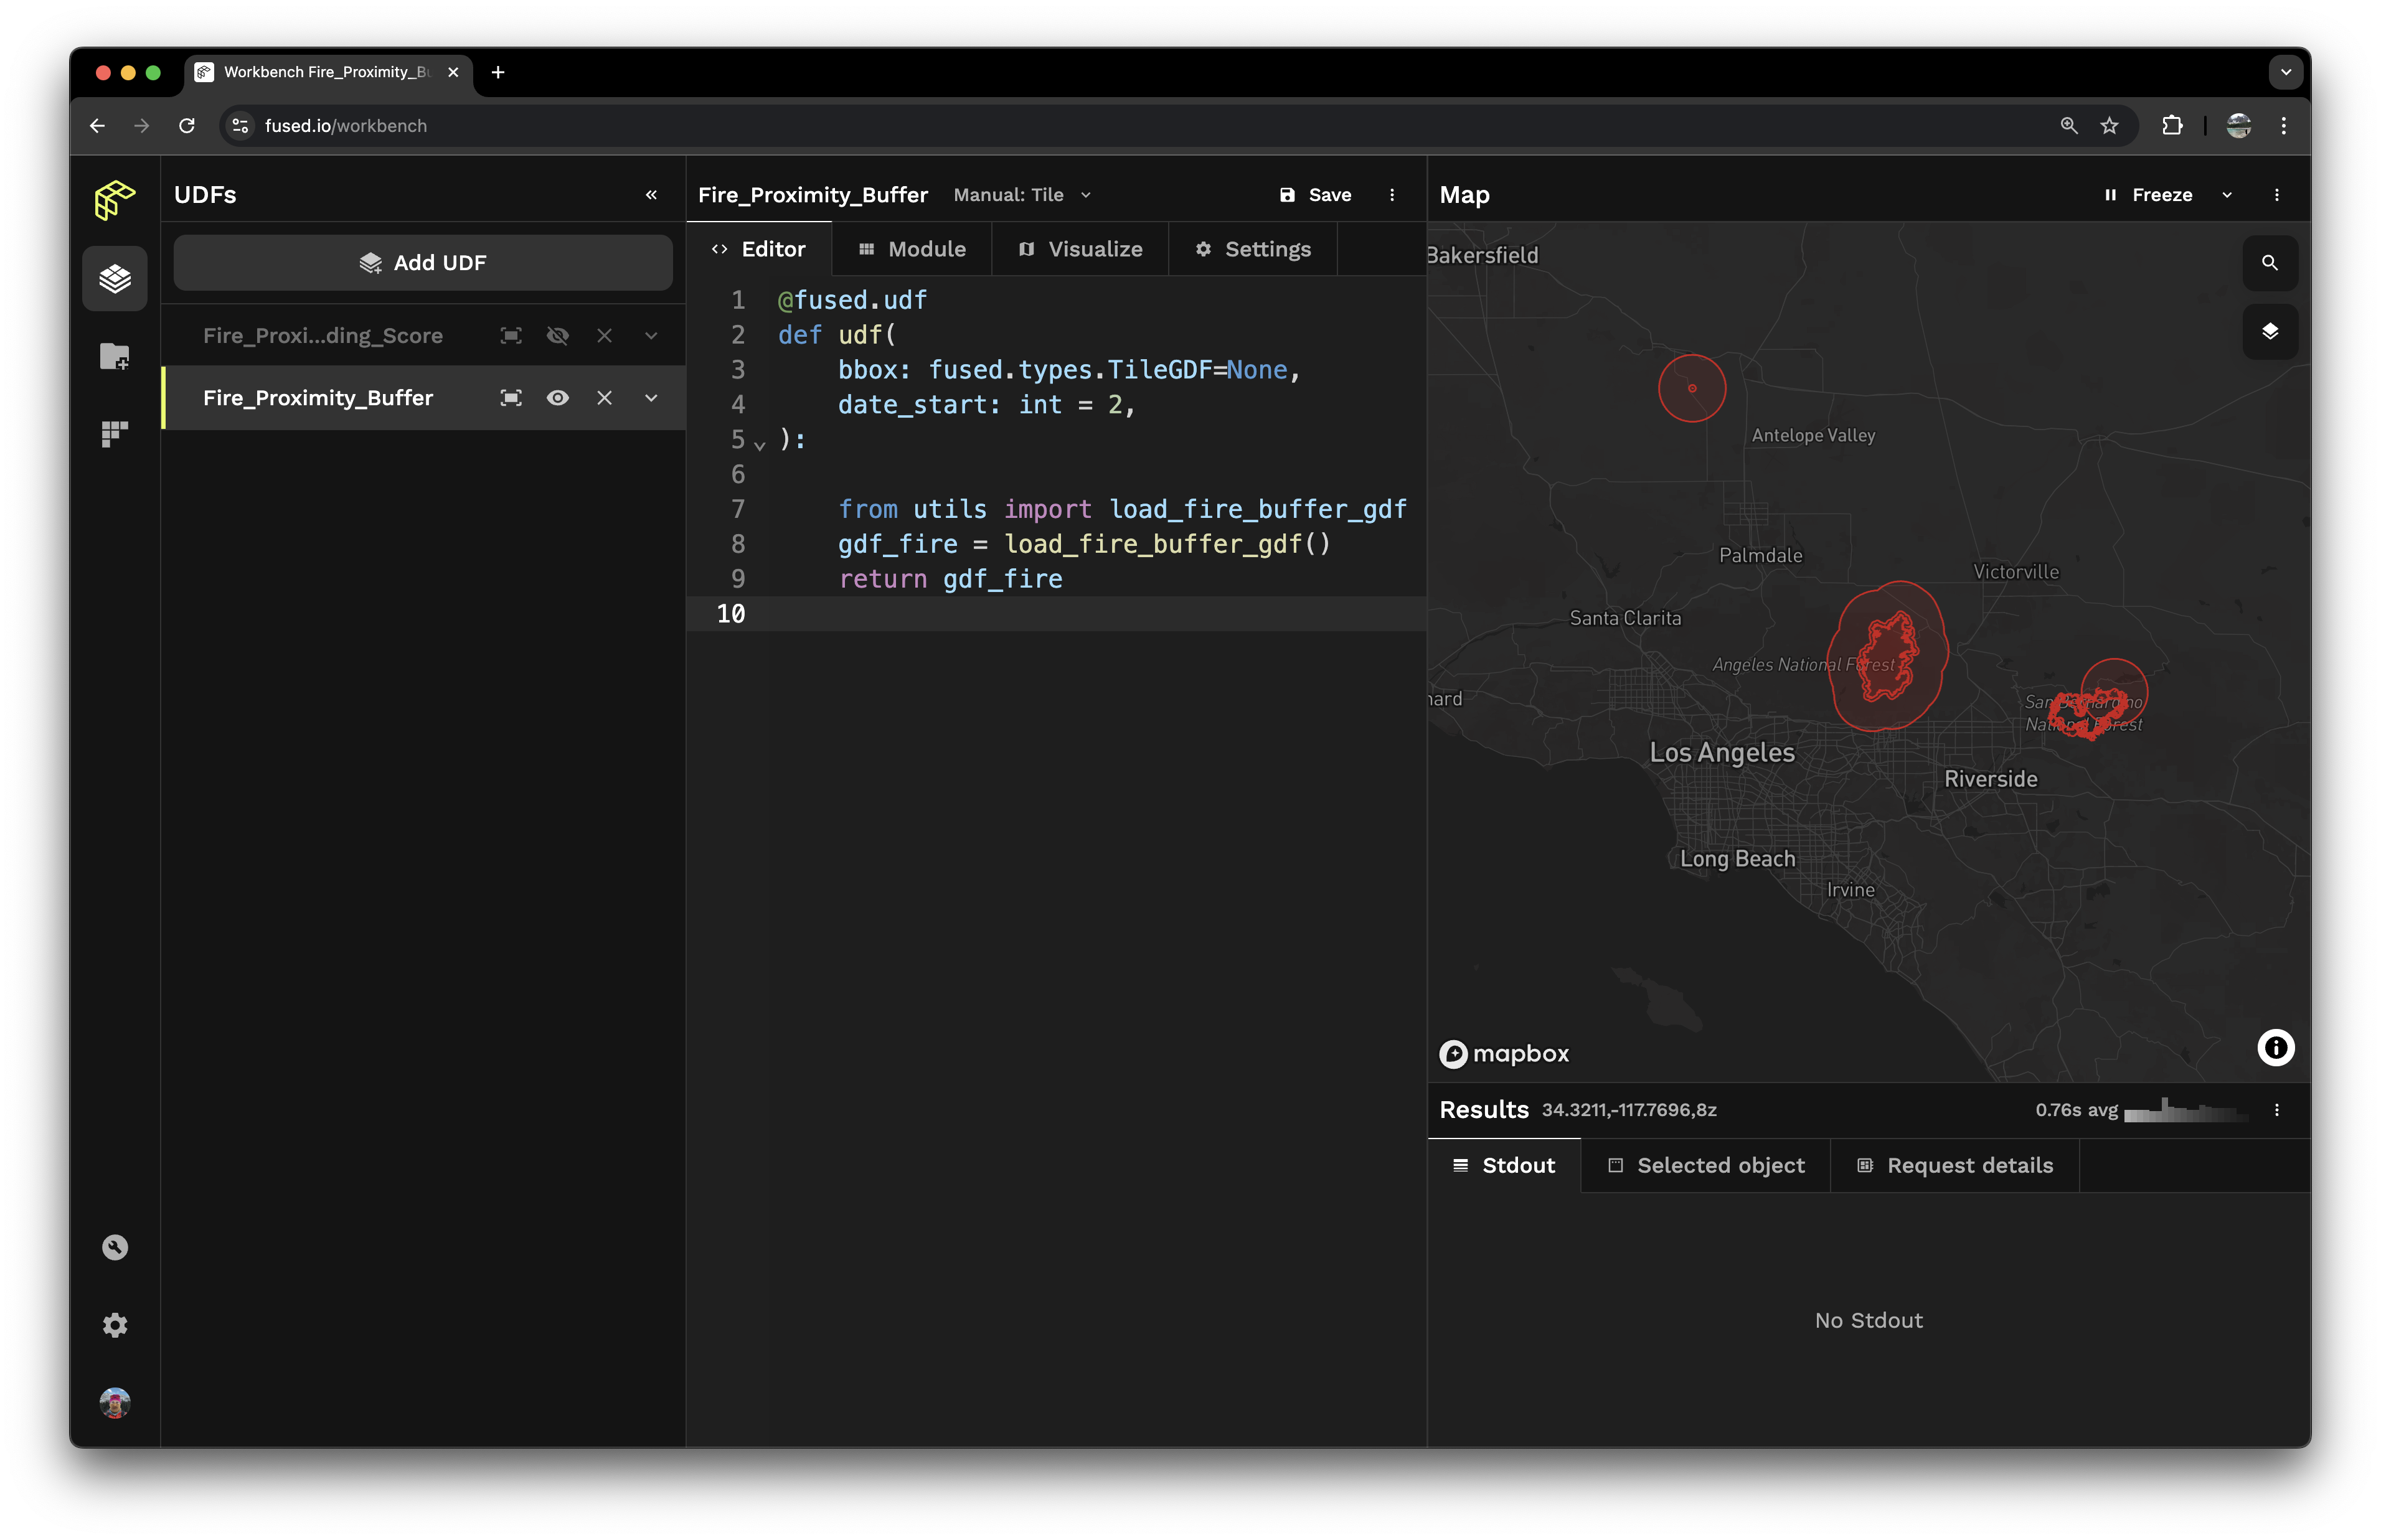 Workbench Fire_Proximity_Bu
fused.io/workbench
UDFs
Add UDF
Fire_Proxi...ding_Score
Fire_Proximity_Buffer
Fire_Proximity_Buffer
Manual: Tile
Save
Editor
Module
Visualize
Settings
1 @fused.udf
2 def udf(
3 bbox: fused.types.TileGDF=None,
4 date_start: int = 2,
5 ):
6
7 from utils import load_fire_buffer_gdf
8 gdf_fire = load_fire_buffer_gdf()
9 return gdf_fire
10
Map
Freeze
Bakersfield
Antelope Valley
Palmdale
Victorville
Santa Clarita
Angeles National Forest
nard
San Bernardino
National Forest
Los Angeles
Riverside
Long Beach
Irvine
mapbox
Results
34.3211,-117.7696,8z
0.76s avg
Stdout
Selected object
Request details
No Stdout